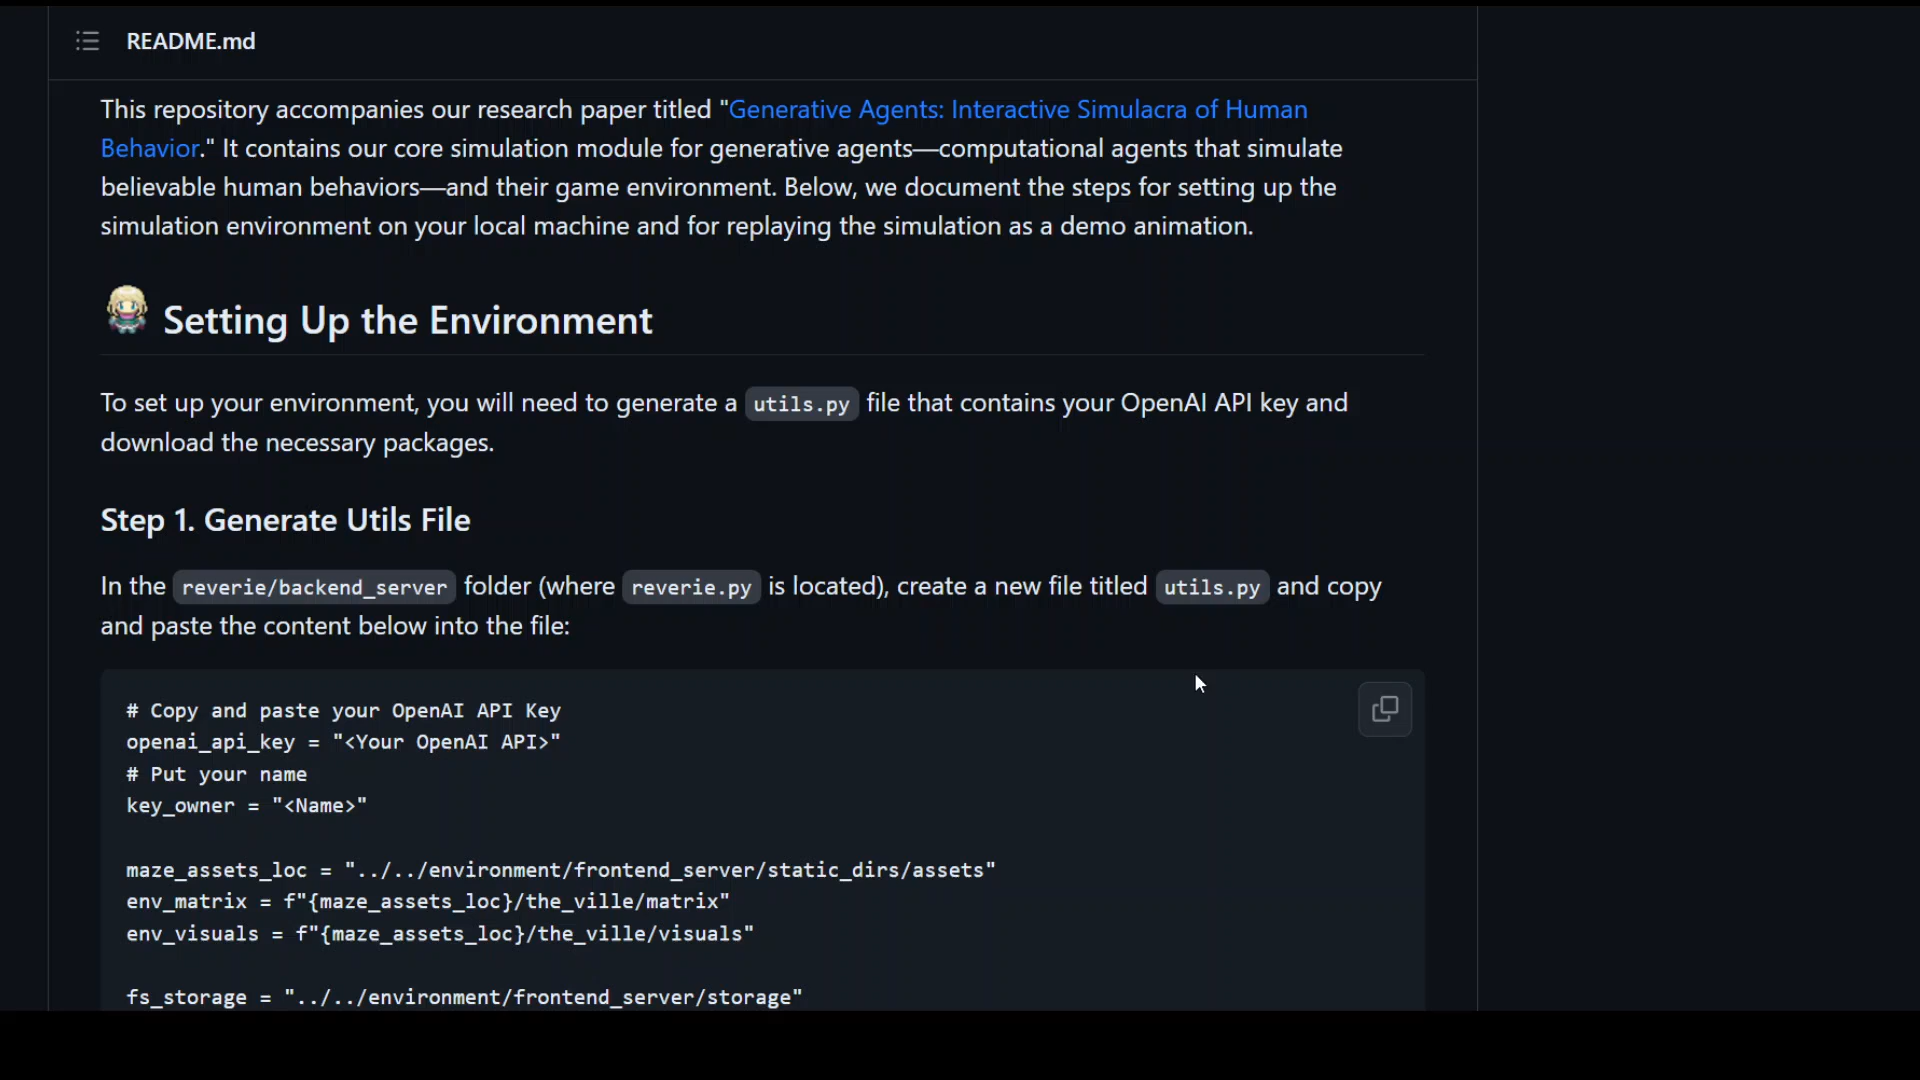 README.md
This repository accompanies our research paper titled "Generative Agents: Interactive Simulacra of Human
Behavior." It contains our core simulation module for generative agents—computational agents that simulate
believable human behaviors—and their game environment. Below, we document the steps for setting up the
simulation environment on your local machine and for replaying the simulation as a demo animation.
Setting Up the Environment
To set up your environment, you will need to generate a utils.py file that contains your OpenAI API key and
download the necessary packages.
Step 1. Generate Utils File
In the reverie/backend_server folder (where reverie.py is located), create a new file titled utils.py and copy
and paste the content below into the file:
# Copy and paste your OpenAI API Key
openai_api_key = "<Your OpenAI API>"
# Put your name
key_owner = "<Name>"
maze_assets_loc = "../../environment/frontend_server/static_dirs/assets"
env_matrix = f"{maze_assets_loc}/the_ville/matrix"
env_visuals = f"{maze_assets_loc}/the_ville/visuals"
fs_storage = "../../environment/frontend_server/storage"